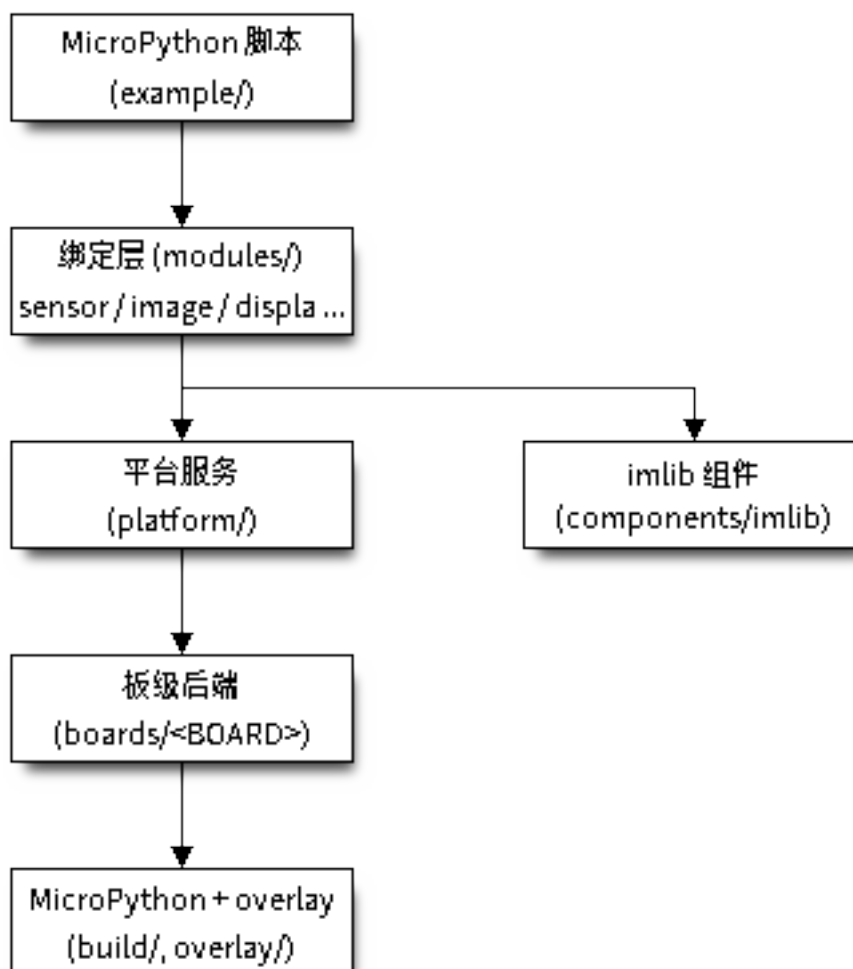 MicroPython 脚本
(example/)
绑定层 (modules/)
sensor / image / displa ...
平台服务
(platform/)
imlib 组件
(components/imlib)
板级后端
(boards/<BOARD>)
MicroPython + overlay
(build/, overlay/)